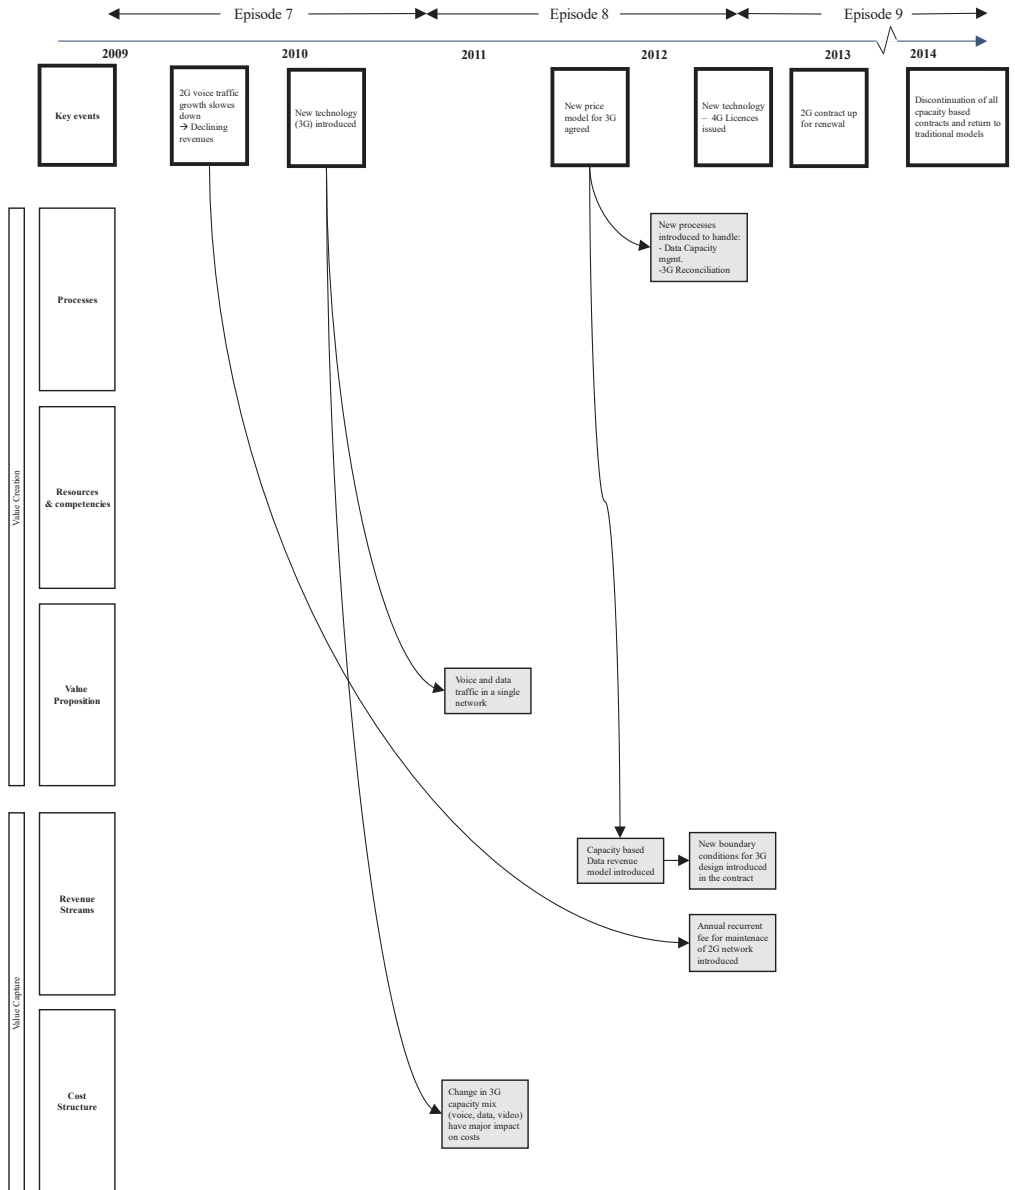 Episode 7
Episode 8
Episode 9
2009
2010
2011
2012
2013
2014
Key events
2G voice traffic
growth slowes
down
→ Declining
revenues
New technology
(3G) introduced
New price
model for 3G
agreed
New technology
– 4G Licences
issued
2G contract up
for renewal
Discontinuation of all
cpacaity based
contracts and return to
traditional models
Value Creation
Processes
New processes
introduced to handle:
- Data Capacity
mgmt.
-3G Reconciliation
Resources
& competencies
Value
Proposition
Voice and data
traffic in a single
network
Value Capture
Revenue
Streams
Capacity based
Data revenue
model introduced
New boundary
conditions for 3G
design introduced
in the contract
Annual recurrent
fee for maintenace
of 2G network
introduced
Cost
Structure
Change in 3G
capacity mix
(voice, data, video)
have major impact
on costs